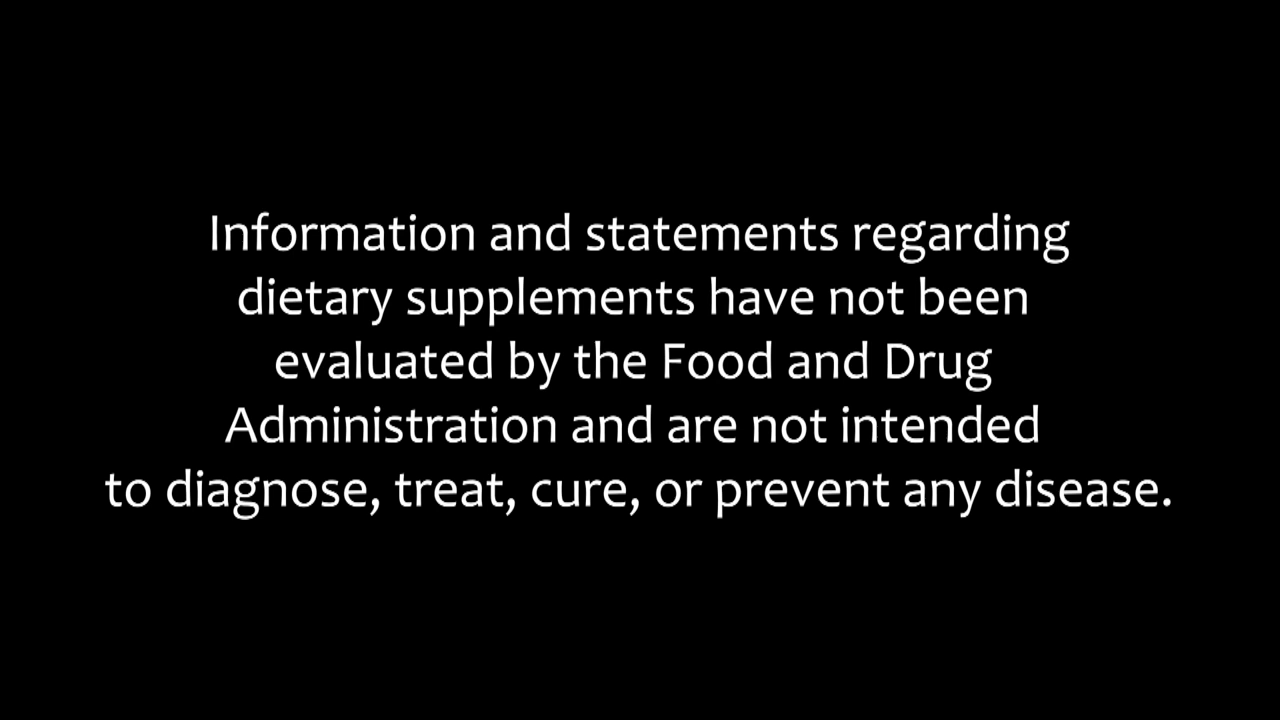 Information and statements regarding
dietary supplements have not been
evaluated by the Food and Drug
Administration and are not intended
to diagnose, treat, cure, or prevent any disease.